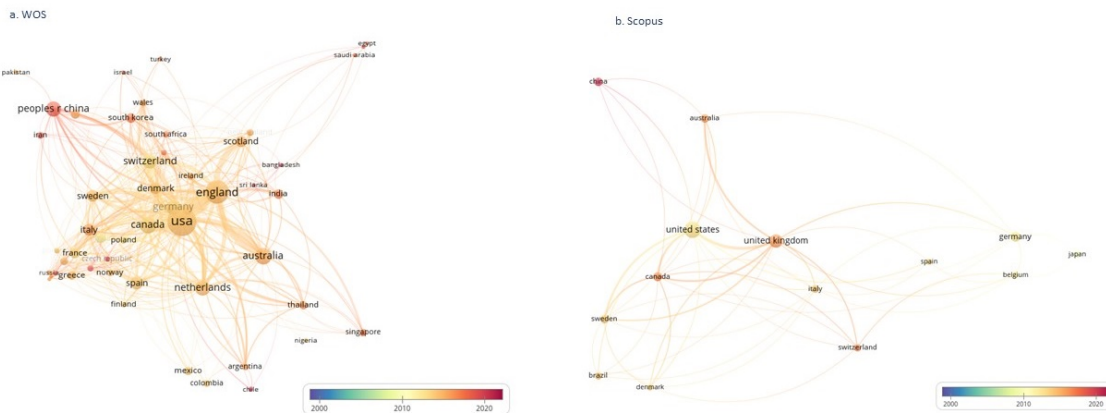 a. WOS
egypt
saudi arabia
turkey
pakistan
israel
wales
peoples r china
south korea
iran
south africa
scotland
switzerland
bangladesh
ireland
sri lanka
denmark
england
india
sweden
germany
usa
canada
italy
poland
france
czech republic
australia
russia
greece
norway
spain
netherlands
finland
thailand
singapore
nigeria
mexico
argentina
colombia
chile
2000 2010 2020
b. Scopus
china
australia
united states
united kingdom
germany
japan
spain
belgium
canada
italy
sweden
switzerland
brazil
denmark
2000 2010 2020